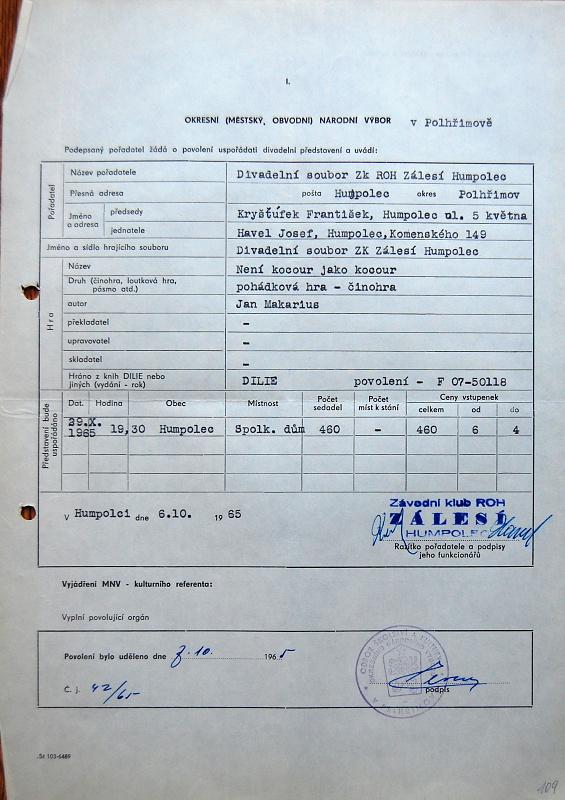 I.
OKRESNÍ (MĚSTSKÝ, OBVODNÍ) NÁRODNÍ VÝBOR v Polhřimově
Podepsaný pořadatel žádá o povolení uspořádati divadelní představení a uvádí:
Pořadatel
Název pořadatele Divadelní soubor Zk ROH Zálesí Humpolec
Přesná adresa pošta Humpolec okres Polhřimov
Jméno a adresa předsedy Kryštůfek František, Humpolec ul. 5 května
jednatele Havel Josef, Humpolec,Komenského 149
Jméno a sídlo hrajícího souboru Divadelní soubor ZK Zálesí Humpolec
Hra
Název Není kocour jako kocour
Druh (činohra, loutková hra, pásmo atd.) pohádková hra - činohra
autor Jan Makarius
překladatel -
upravovatel -
skladatel -
Hráno z knih DILIE nebo jiných (vydání - rok) DILIE povolení - F 07-50118
Představení bude uspořádáno
Dat. Hodina Obec Místnost Počet sedadel Počet míst k stání Ceny vstupenek
celkem od do
29.X. 1965 19,30 Humpolec Spolk. dům 460 - 460 6 4
V Humpolci dne 6.10. 1965
Závodní klub ROH
ZÁLESÍ
HUMPOLEC
Razítko pořadatele a podpisy
jeho funkcionářů
Vyjádření MNV - kulturního referenta:
Vyplní povolující orgán
Povolení bylo uděleno dne 8.10. 1965
Č. j. 42/65
podpis
St 103-6489
109